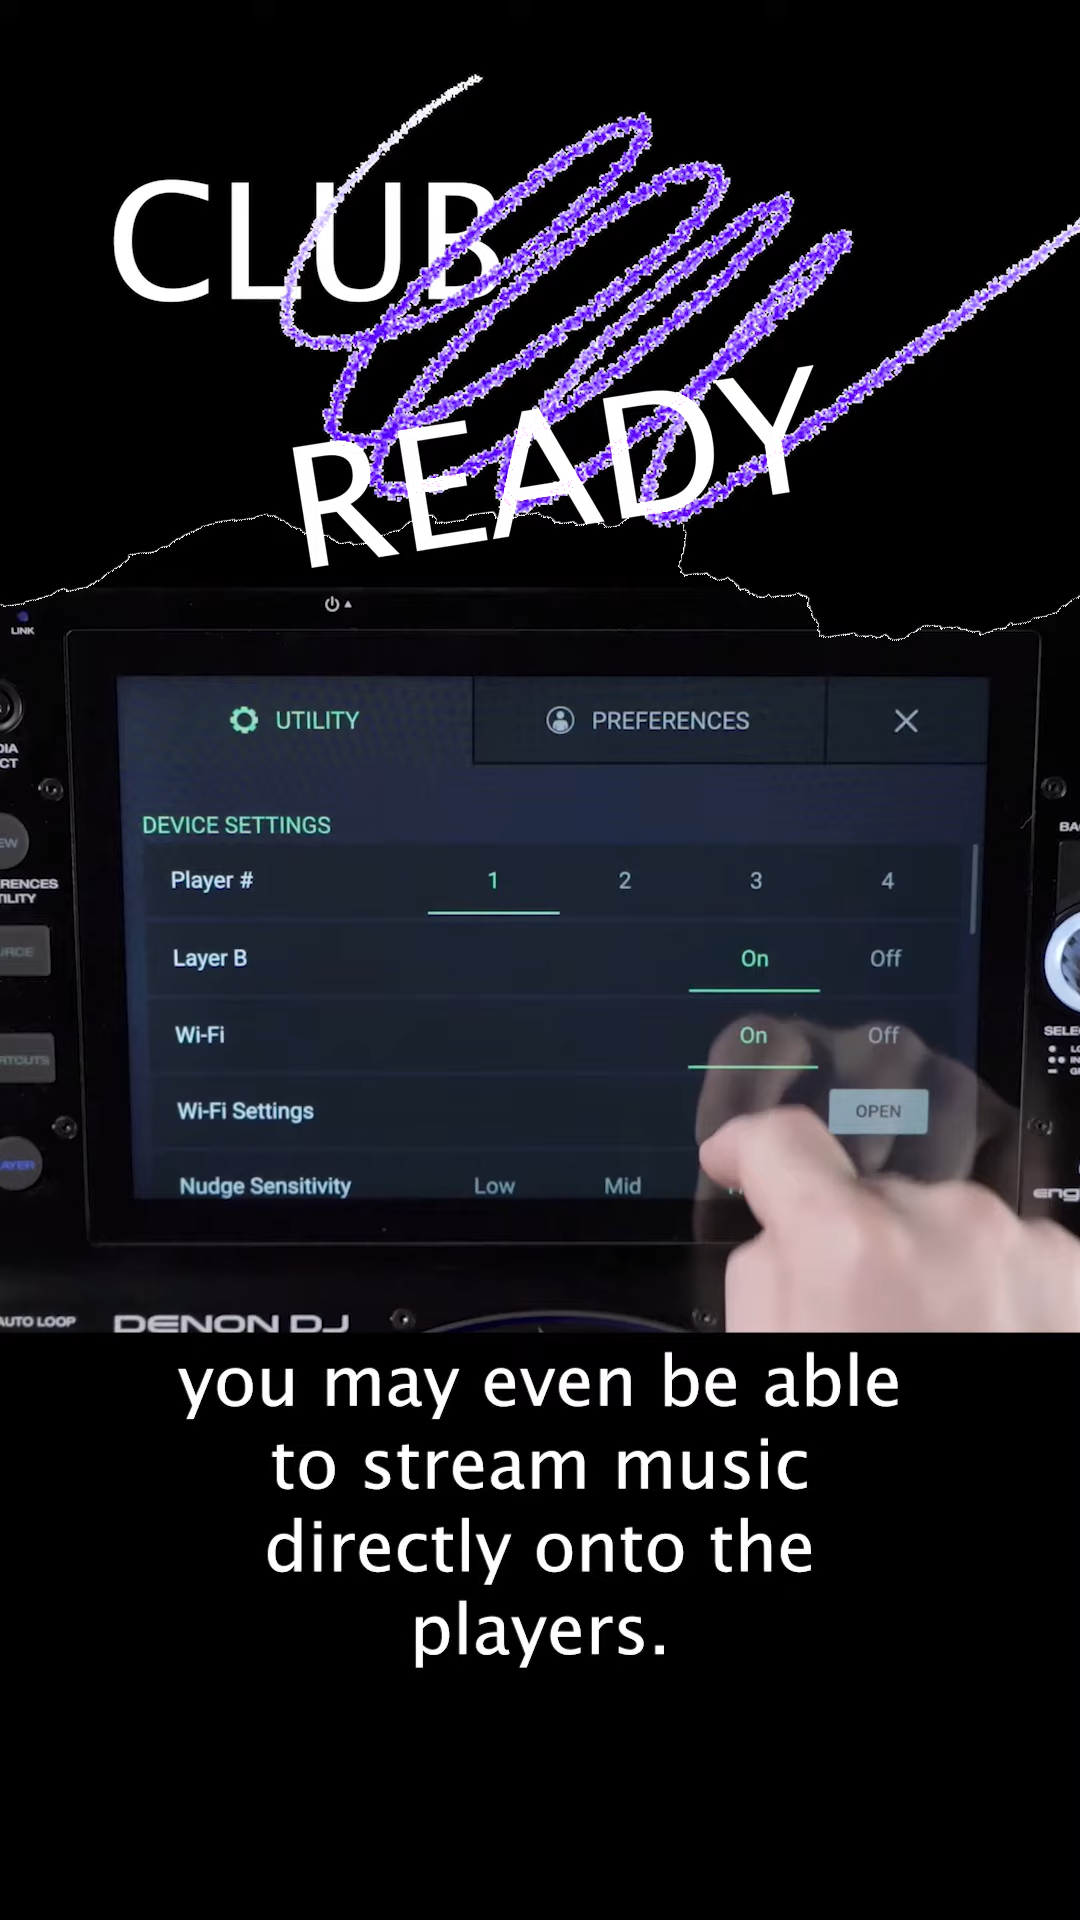 CLUB
READY
LINK
UTILITY
PREFERENCES
DEVICE SETTINGS
Player # 1 2 3 4
Layer B On Off
Wi-Fi On Off
Wi-Fi Settings OPEN
Nudge Sensitivity Low Mid
AUTO LOOP
DENON DJ
you may even be able
to stream music
directly onto the
players.